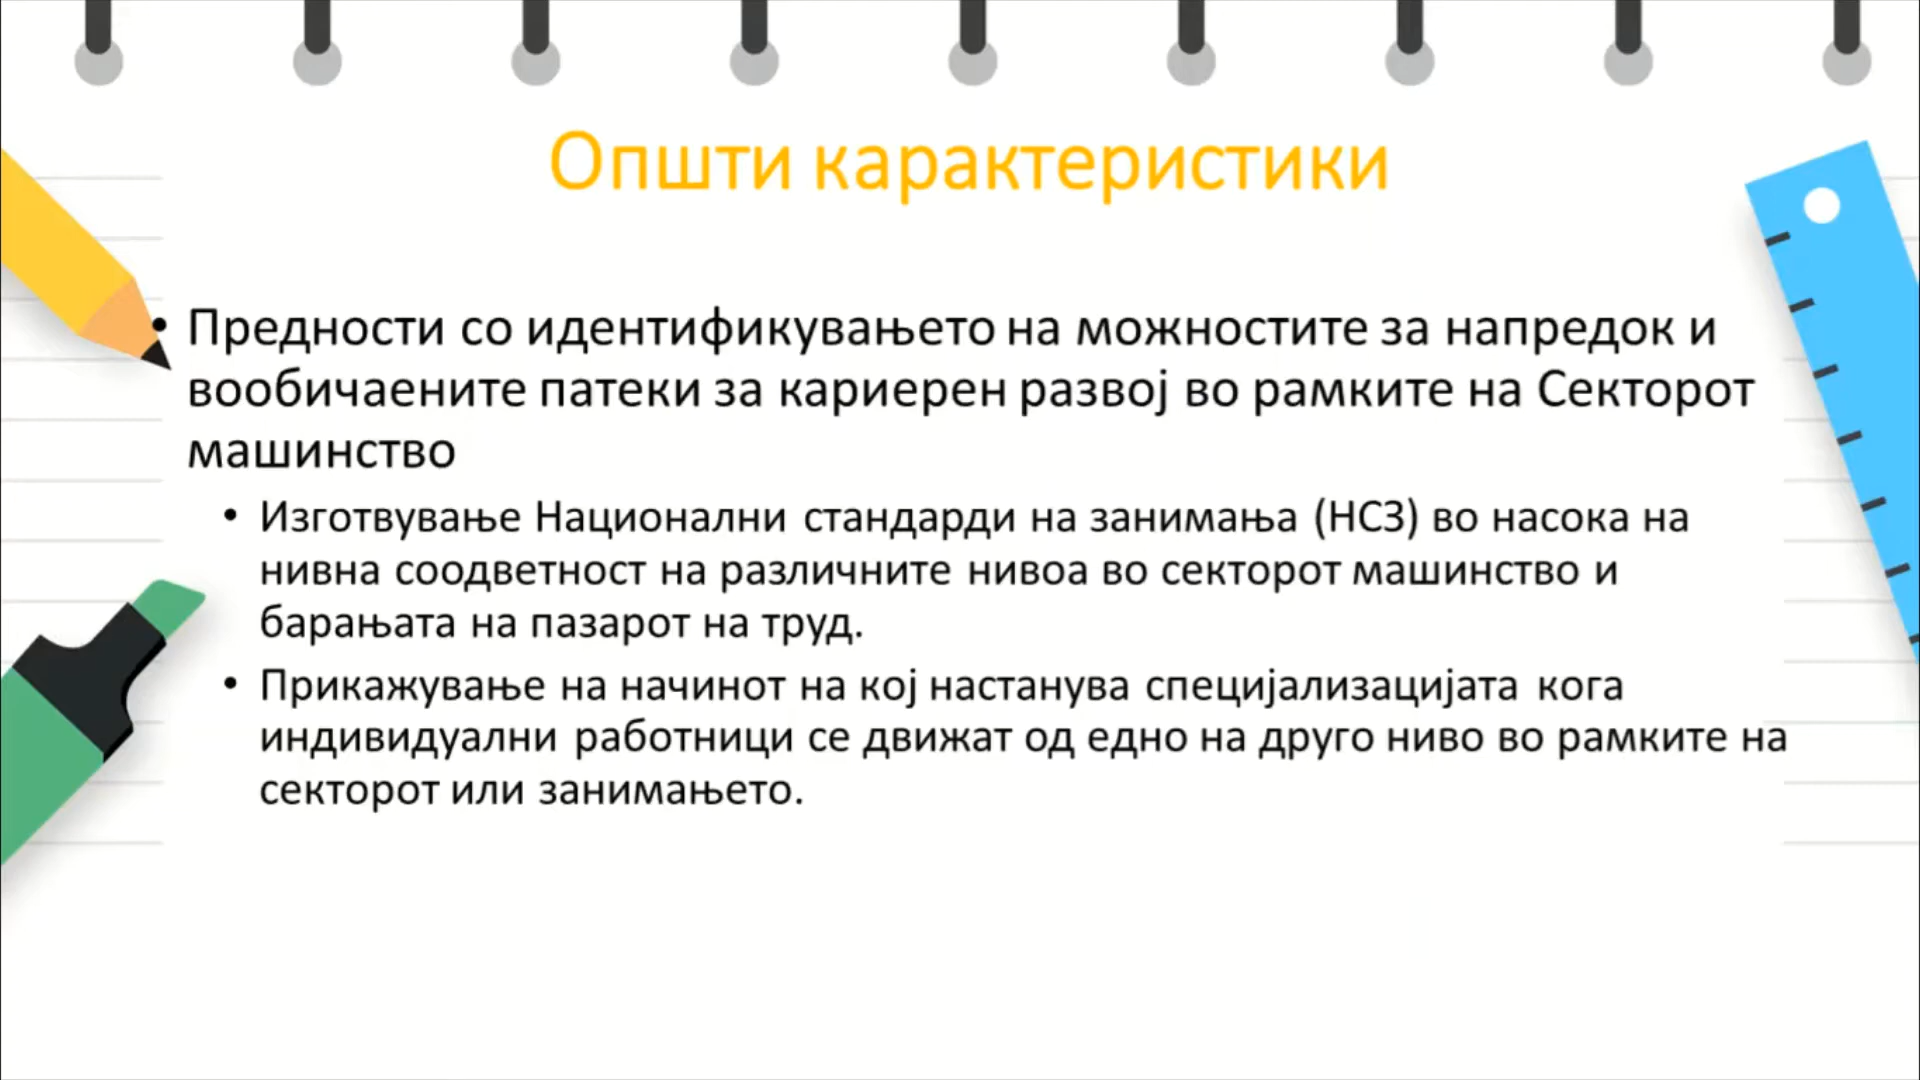 Општи карактеристики
• Предности со идентификувањето на можностите за напредок и
вообичаените патеки за кариерен развој во рамките на Секторот
машинство
• Изготвување Национални стандарди на занимања (НСЗ) во насока на
нивна соодветност на различните нивоа во секторот машинство и
барањата на пазарот на труд.
• Прикажување на начинот на кој настанува специјализацијата кога
индивидуални работници се движат од едно на друго ниво во рамките на
секторот или занимањето.